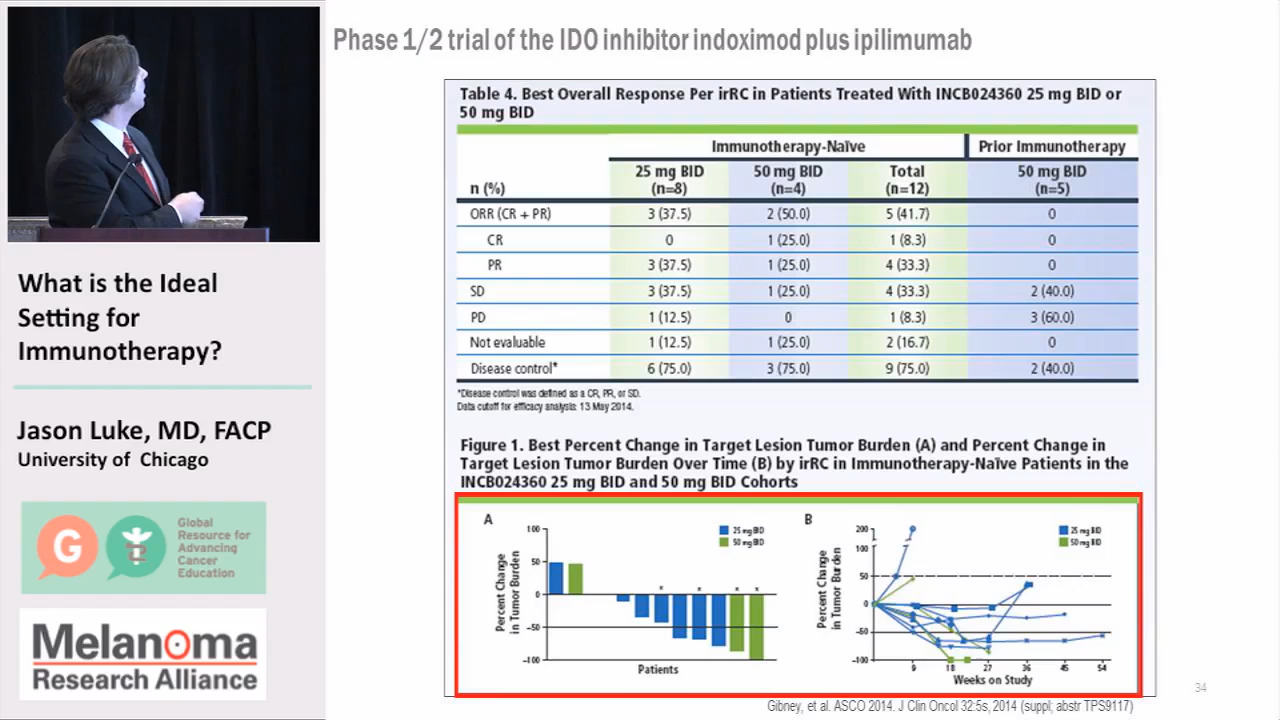 Phase 1/2 trial of the IDO inhibitor indoximod plus ipilimumab
What is the Ideal
Setting for
Immunotherapy?
Jason Luke, MD, FACP
University of Chicago
G
Global
Resource for
Advancing
Cancer
Education
Melanoma
Research Alliance
Table 4. Best Overall Response Per irRC in Patients Treated With INCB024360 25 mg BID or
50 mg BID
Immunotherapy-Naïve Prior Immunotherapy
25 mg BID 50 mg BID Total 50 mg BID
n (%) (n=8) (n=4) (n=12) (n=5)
ORR (CR + PR) 3 (37.5) 2 (50.0) 5 (41.7) 0
CR 0 1 (25.0) 1 (8.3) 0
PR 3 (37.5) 1 (25.0) 4 (33.3) 0
SD 3 (37.5) 1 (25.0) 4 (33.3) 2 (40.0)
PD 1 (12.5) 0 1 (8.3) 3 (60.0)
Not evaluable 1 (12.5) 1 (25.0) 2 (16.7) 0
Disease control* 6 (75.0) 3 (75.0) 9 (75.0) 2 (40.0)
*Disease control was defined as a CR, PR, or SD.
Data cutoff for efficacy analysis: 13 May 2014.
Figure 1. Best Percent Change in Target Lesion Tumor Burden (A) and Percent Change in
Target Lesion Tumor Burden Over Time (B) by irRC in Immunotherapy-Naïve Patients in the
INCB024360 25 mg BID and 50 mg BID Cohorts
A
Percent Change
in Tumor Burden
100
50
0
-50
-100
25 mg BID
50 mg BID
* * * *
Patients
B
Percent Change
in Tumor Burden
200
100
50
0
-50
-100
25 mg BID
50 mg BID
9 18 27 36 45 54
Weeks on Study
34
Gibney, et al. ASCO 2014. J Clin Oncol 32:5s, 2014 (suppl; abstr TPS9117)